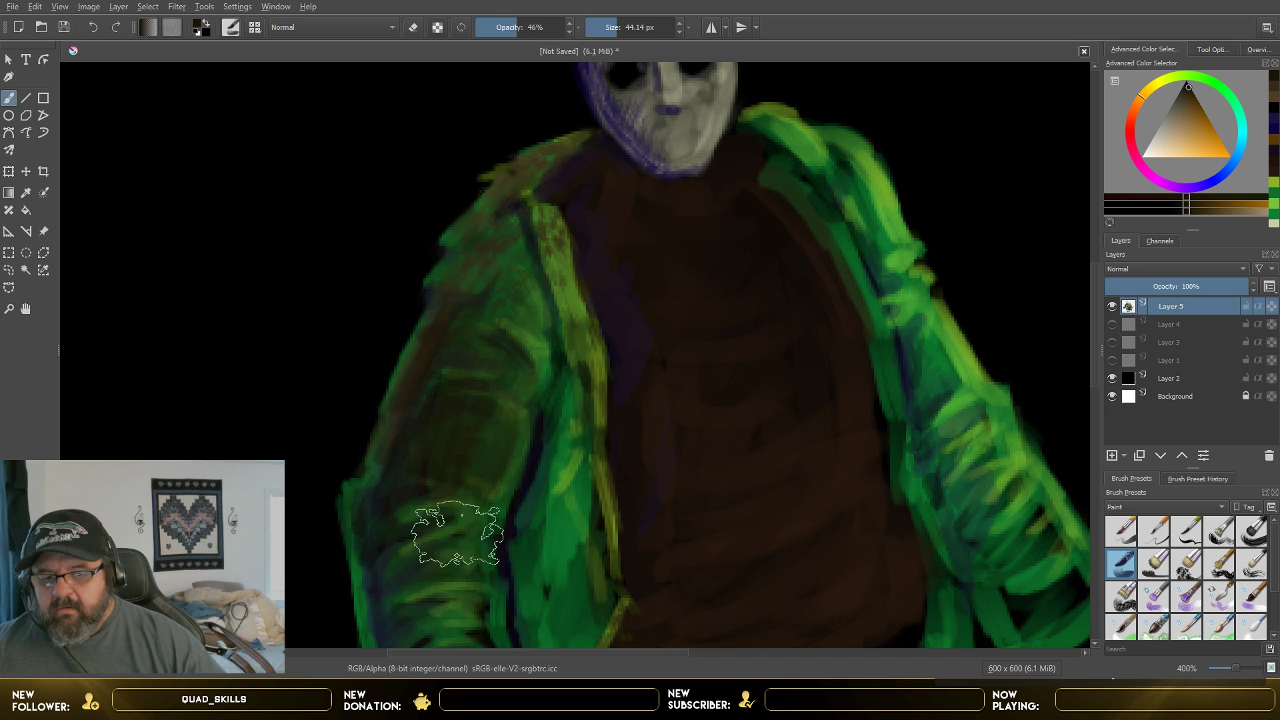 File Edit View Image Layer Select Filter Tools Settings Window Help
Normal
Opacity: 46%
Size: 44.14 px
[Not Saved] (6.1 MiB) *
Advanced Color Selec...
Tool Opti...
Overvi...
Advanced Color Selector
Layers
Channels
Layers
Normal
Opacity: 100%
Layer 5
Layer 4
Layer 3
Layer 1
Layer 2
Background
Brush Presets
Brush Preset History
Brush Presets
Paint
Tag
Search
RGB/Alpha (8-bit integer/channel) sRGB-elle-V2-srgbtrc.icc
600 x 600 (6.1 MiB)
400%
NEW FOLLOWER:
QUAD_SKILLS
NEW DONATION:
NEW SUBSCRIBER:
NOW PLAYING: